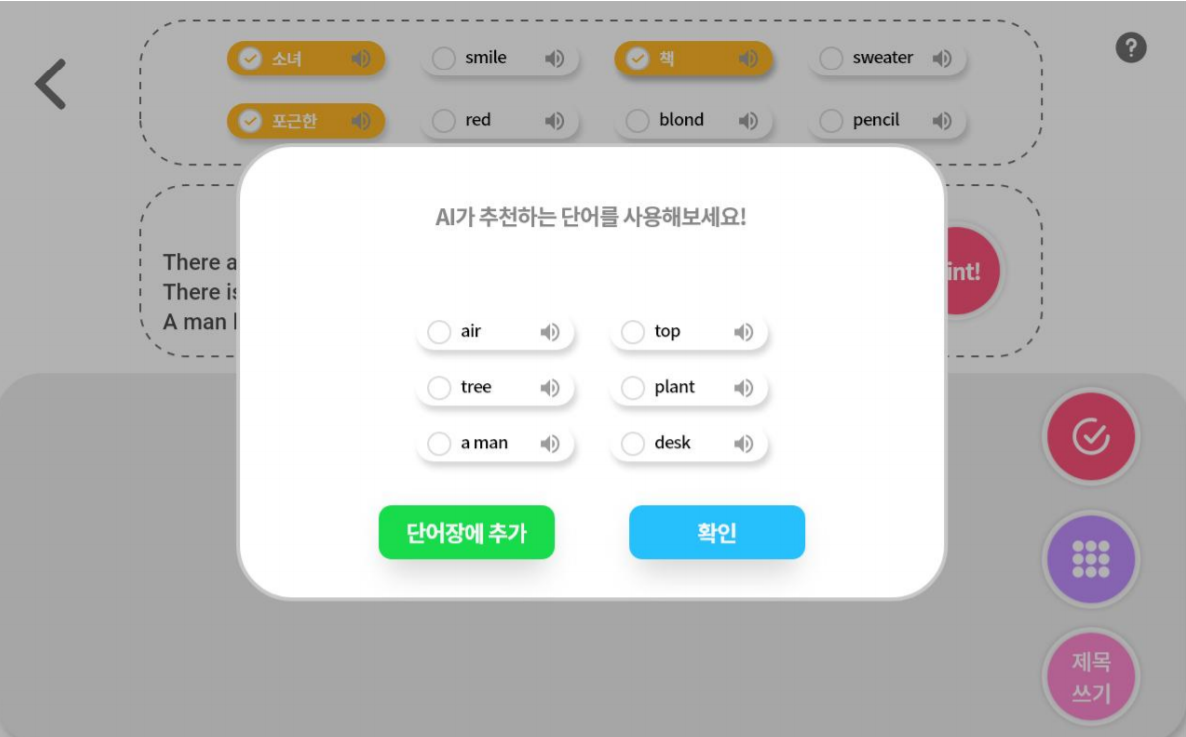 소녀 smile 책 sweater
?
포근한 red blond pencil
AI가 추천하는 단어를 사용해보세요!
There a
There is
A man
int!
air top
tree plant
a man desk
단어장에 추가 확인
제목
쓰기